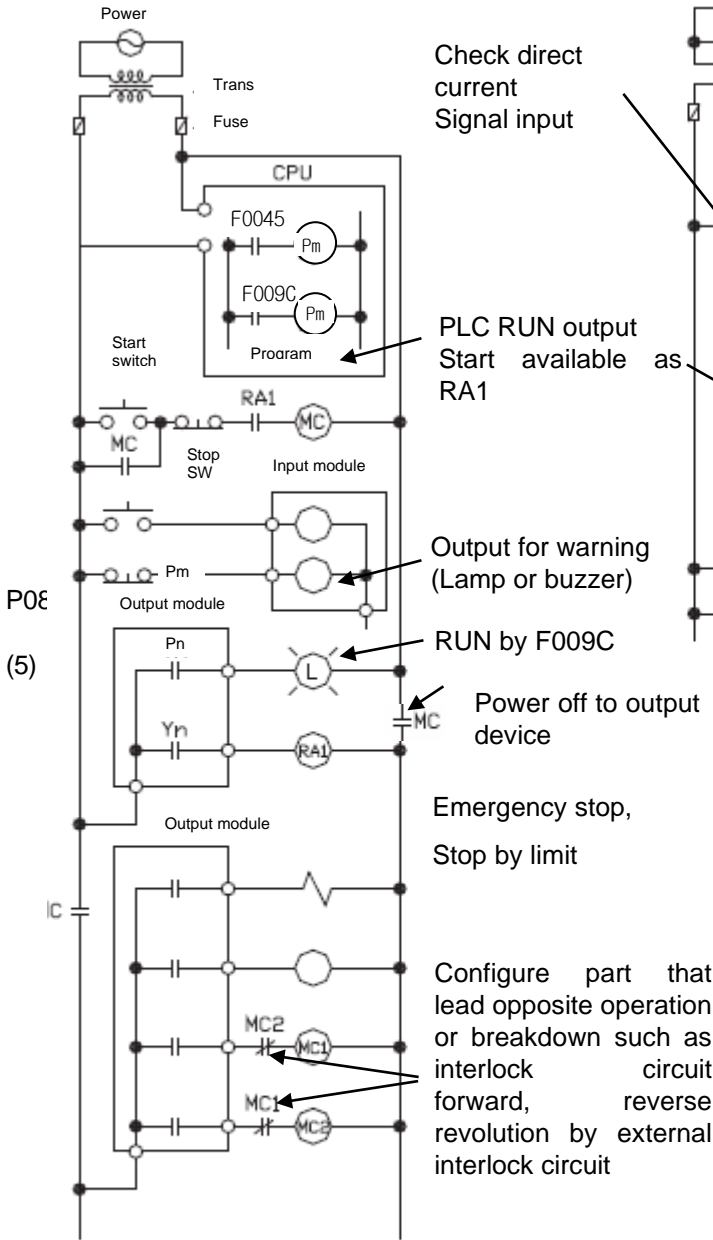 Power
Trans
Fuse
CPU
F0045
Pm
F009C
Pm
Program
Check direct
current
Signal input
PLC RUN output
Start available as
RA1
Start
switch
RA1
MC
MC
Stop
SW
Input module
Pm
Output for warning
(Lamp or buzzer)
P08
Output module
(5)
Pn
L
RUN by F009C
Yn
RA1
MC
Power off to output
device
Output module
Emergency stop,
Stop by limit
IC
MC2
MC1
MC1
MC2
Configure part that
lead opposite operation
or breakdown such as
interlock circuit
forward, reverse
revolution by external
interlock circuit